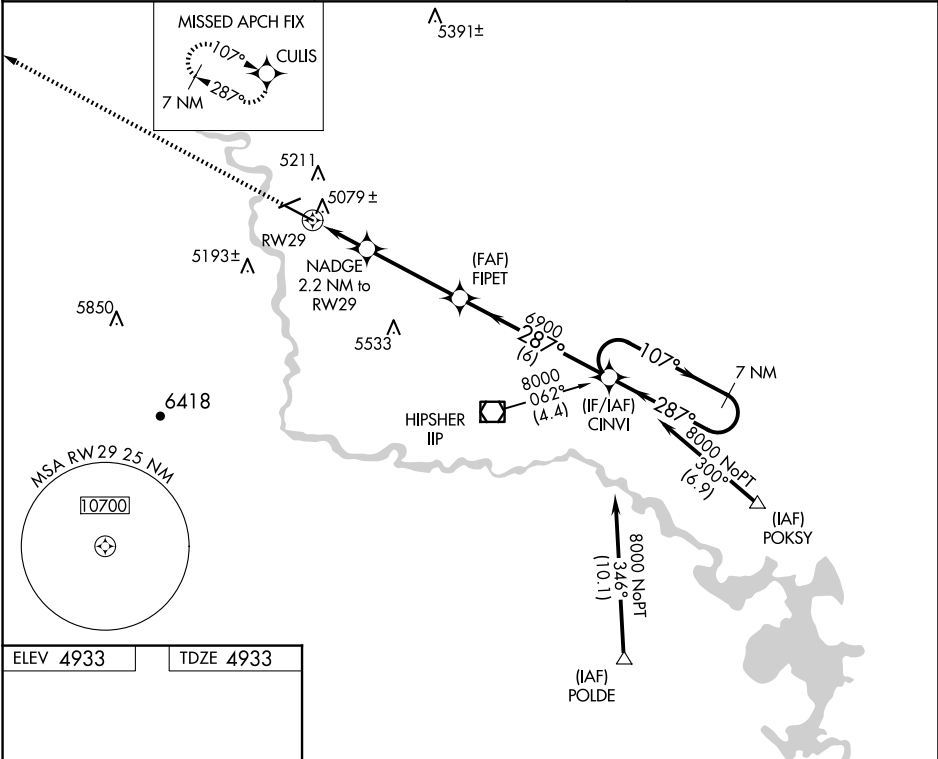 MISSED APCH FIX
107°
CULIS
287°
7 NM
5391±
5211
5079±
RW29
5193±
NADGE
2.2 NM to
RW29
(FAF)
FIPET
5850
5533
6900
287°
(6)
107°
7 NM
8000
062°
(4.4)
HIPSHER
IIP
(IF/IAF)
CINVI
287°
8000 NoPT
300°
(6.9)
6418
(IAF)
POKSY
MSA RW29 25 NM
10700
8000 NoPT
346°
(10.1)
(IAF)
POLDE
ELEV 4933
TDZE 4933